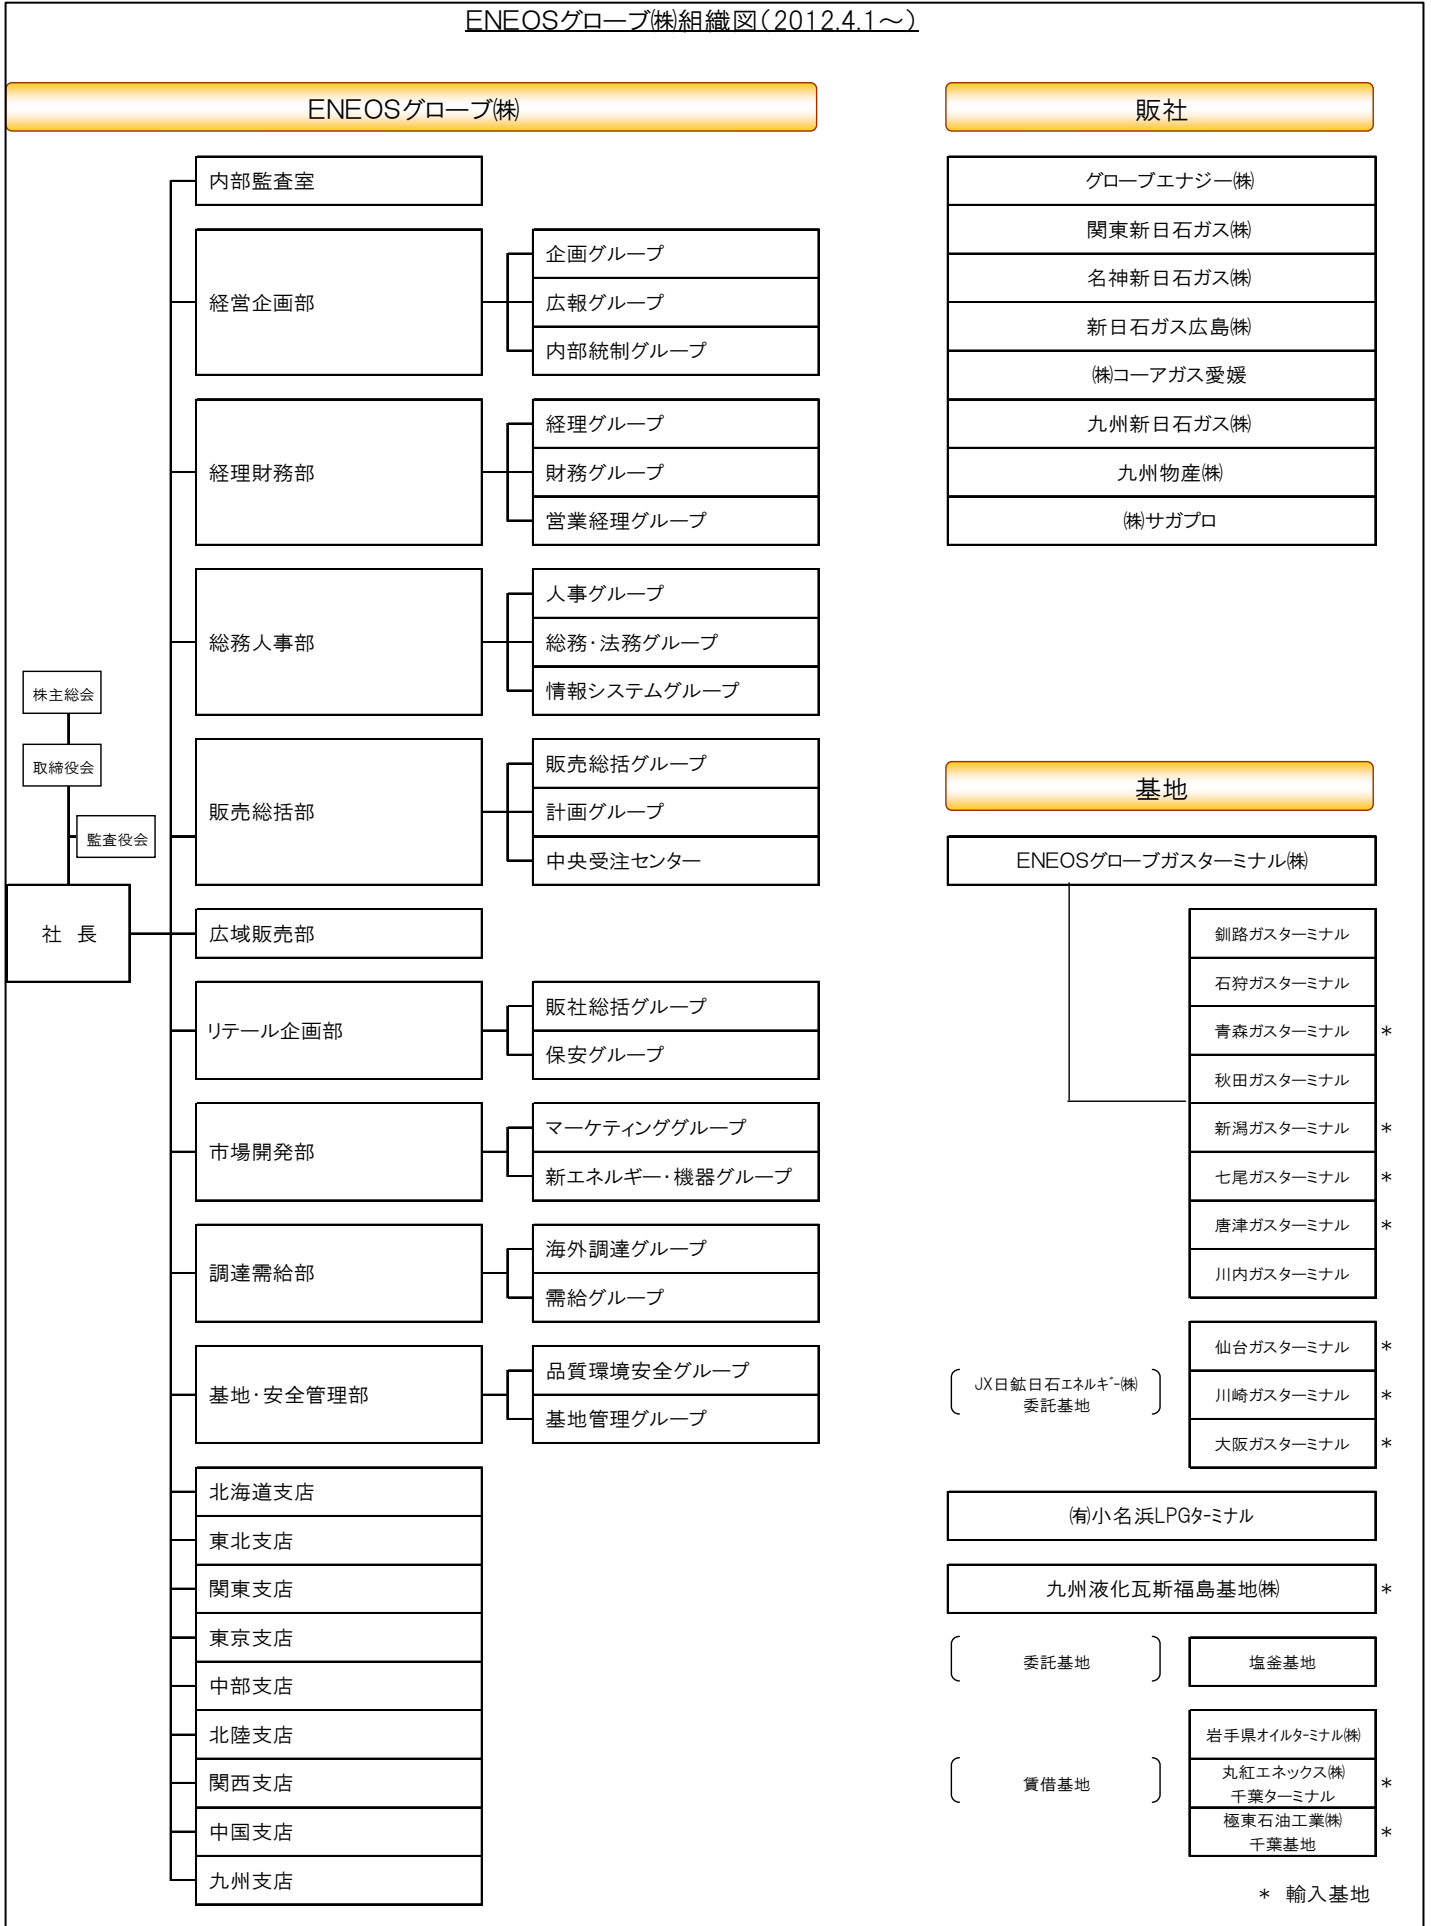 ENEOSグローブ㈱組織図(2012.4.1～)
ENEOSグローブ㈱
内部監査室
経営企画部
企画グループ
広報グループ
内部統制グループ
経理財務部
経理グループ
財務グループ
営業経理グループ
総務人事部
人事グループ
総務・法務グループ
情報システムグループ
株主総会
取締役会
監査役会
社 長
販売総括部
販売総括グループ
計画グループ
中央受注センター
広域販売部
リテール企画部
販社総括グループ
保安グループ
市場開発部
マーケティンググループ
新エネルギー・機器グループ
調達需給部
海外調達グループ
需給グループ
基地・安全管理部
品質環境安全グループ
基地管理グループ
北海道支店
東北支店
関東支店
東京支店
中部支店
北陸支店
関西支店
中国支店
九州支店
販社
グローブエナジー㈱
関東新日石ガス㈱
名神新日石ガス㈱
新日石ガス広島㈱
㈱コーアガス愛媛
九州新日石ガス㈱
九州物産㈱
㈱サガプロ
基地
ENEOSグローブガスターミナル㈱
釧路ガスターミナル
石狩ガスターミナル
青森ガスターミナル *
秋田ガスターミナル
新潟ガスターミナル *
七尾ガスターミナル *
唐津ガスターミナル *
川内ガスターミナル
JX日鉱日石エネルギー㈱
委託基地
仙台ガスターミナル *
川崎ガスターミナル *
大阪ガスターミナル *
㈲小名浜LPGターミナル
九州液化瓦斯福島基地㈱ *
委託基地
塩釜基地
賃借基地
岩手県オイルターミナル㈱
丸紅エネックス㈱
千葉ターミナル *
極東石油工業㈱
千葉基地 *
* 輸入基地